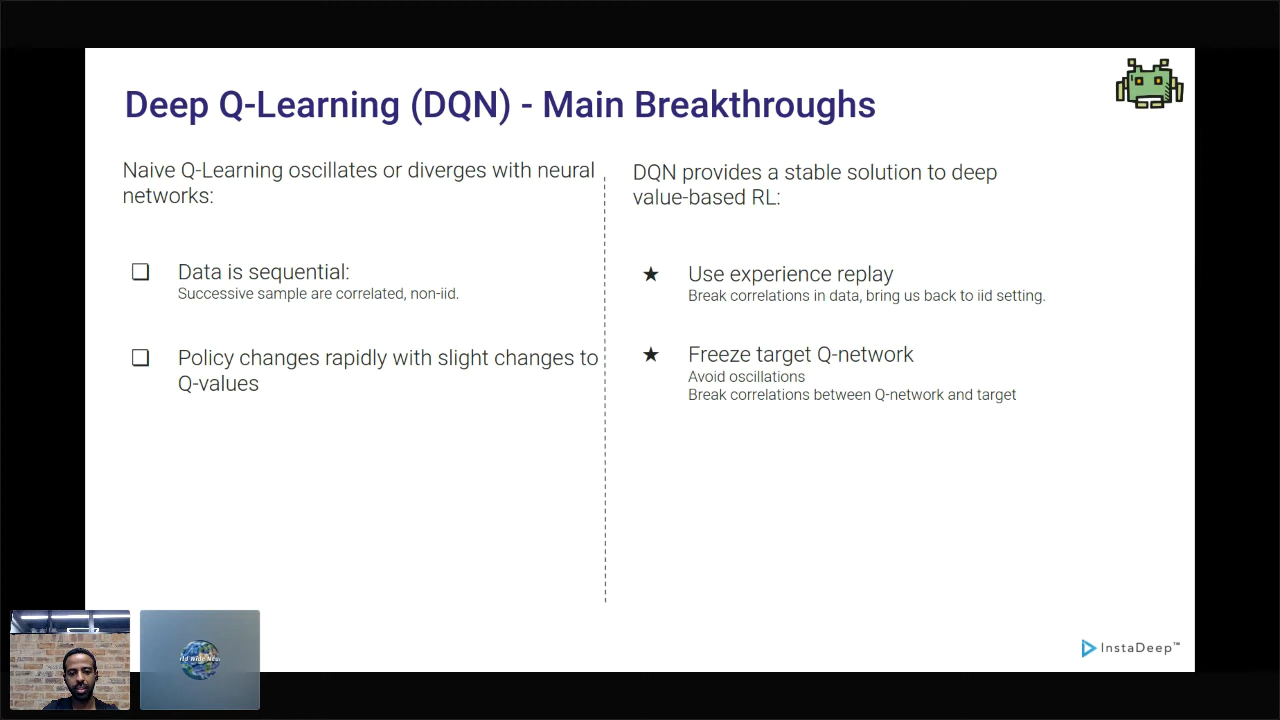 Deep Q-Learning (DQN) - Main Breakthroughs
Naive Q-Learning oscillates or diverges with neural
networks:
Data is sequential:
Successive sample are correlated, non-iid.
Policy changes rapidly with slight changes to
Q-values
DQN provides a stable solution to deep
value-based RL:
Use experience replay
Break correlations in data, bring us back to iid setting.
Freeze target Q-network
Avoid oscillations
Break correlations between Q-network and target
InstaDeep™